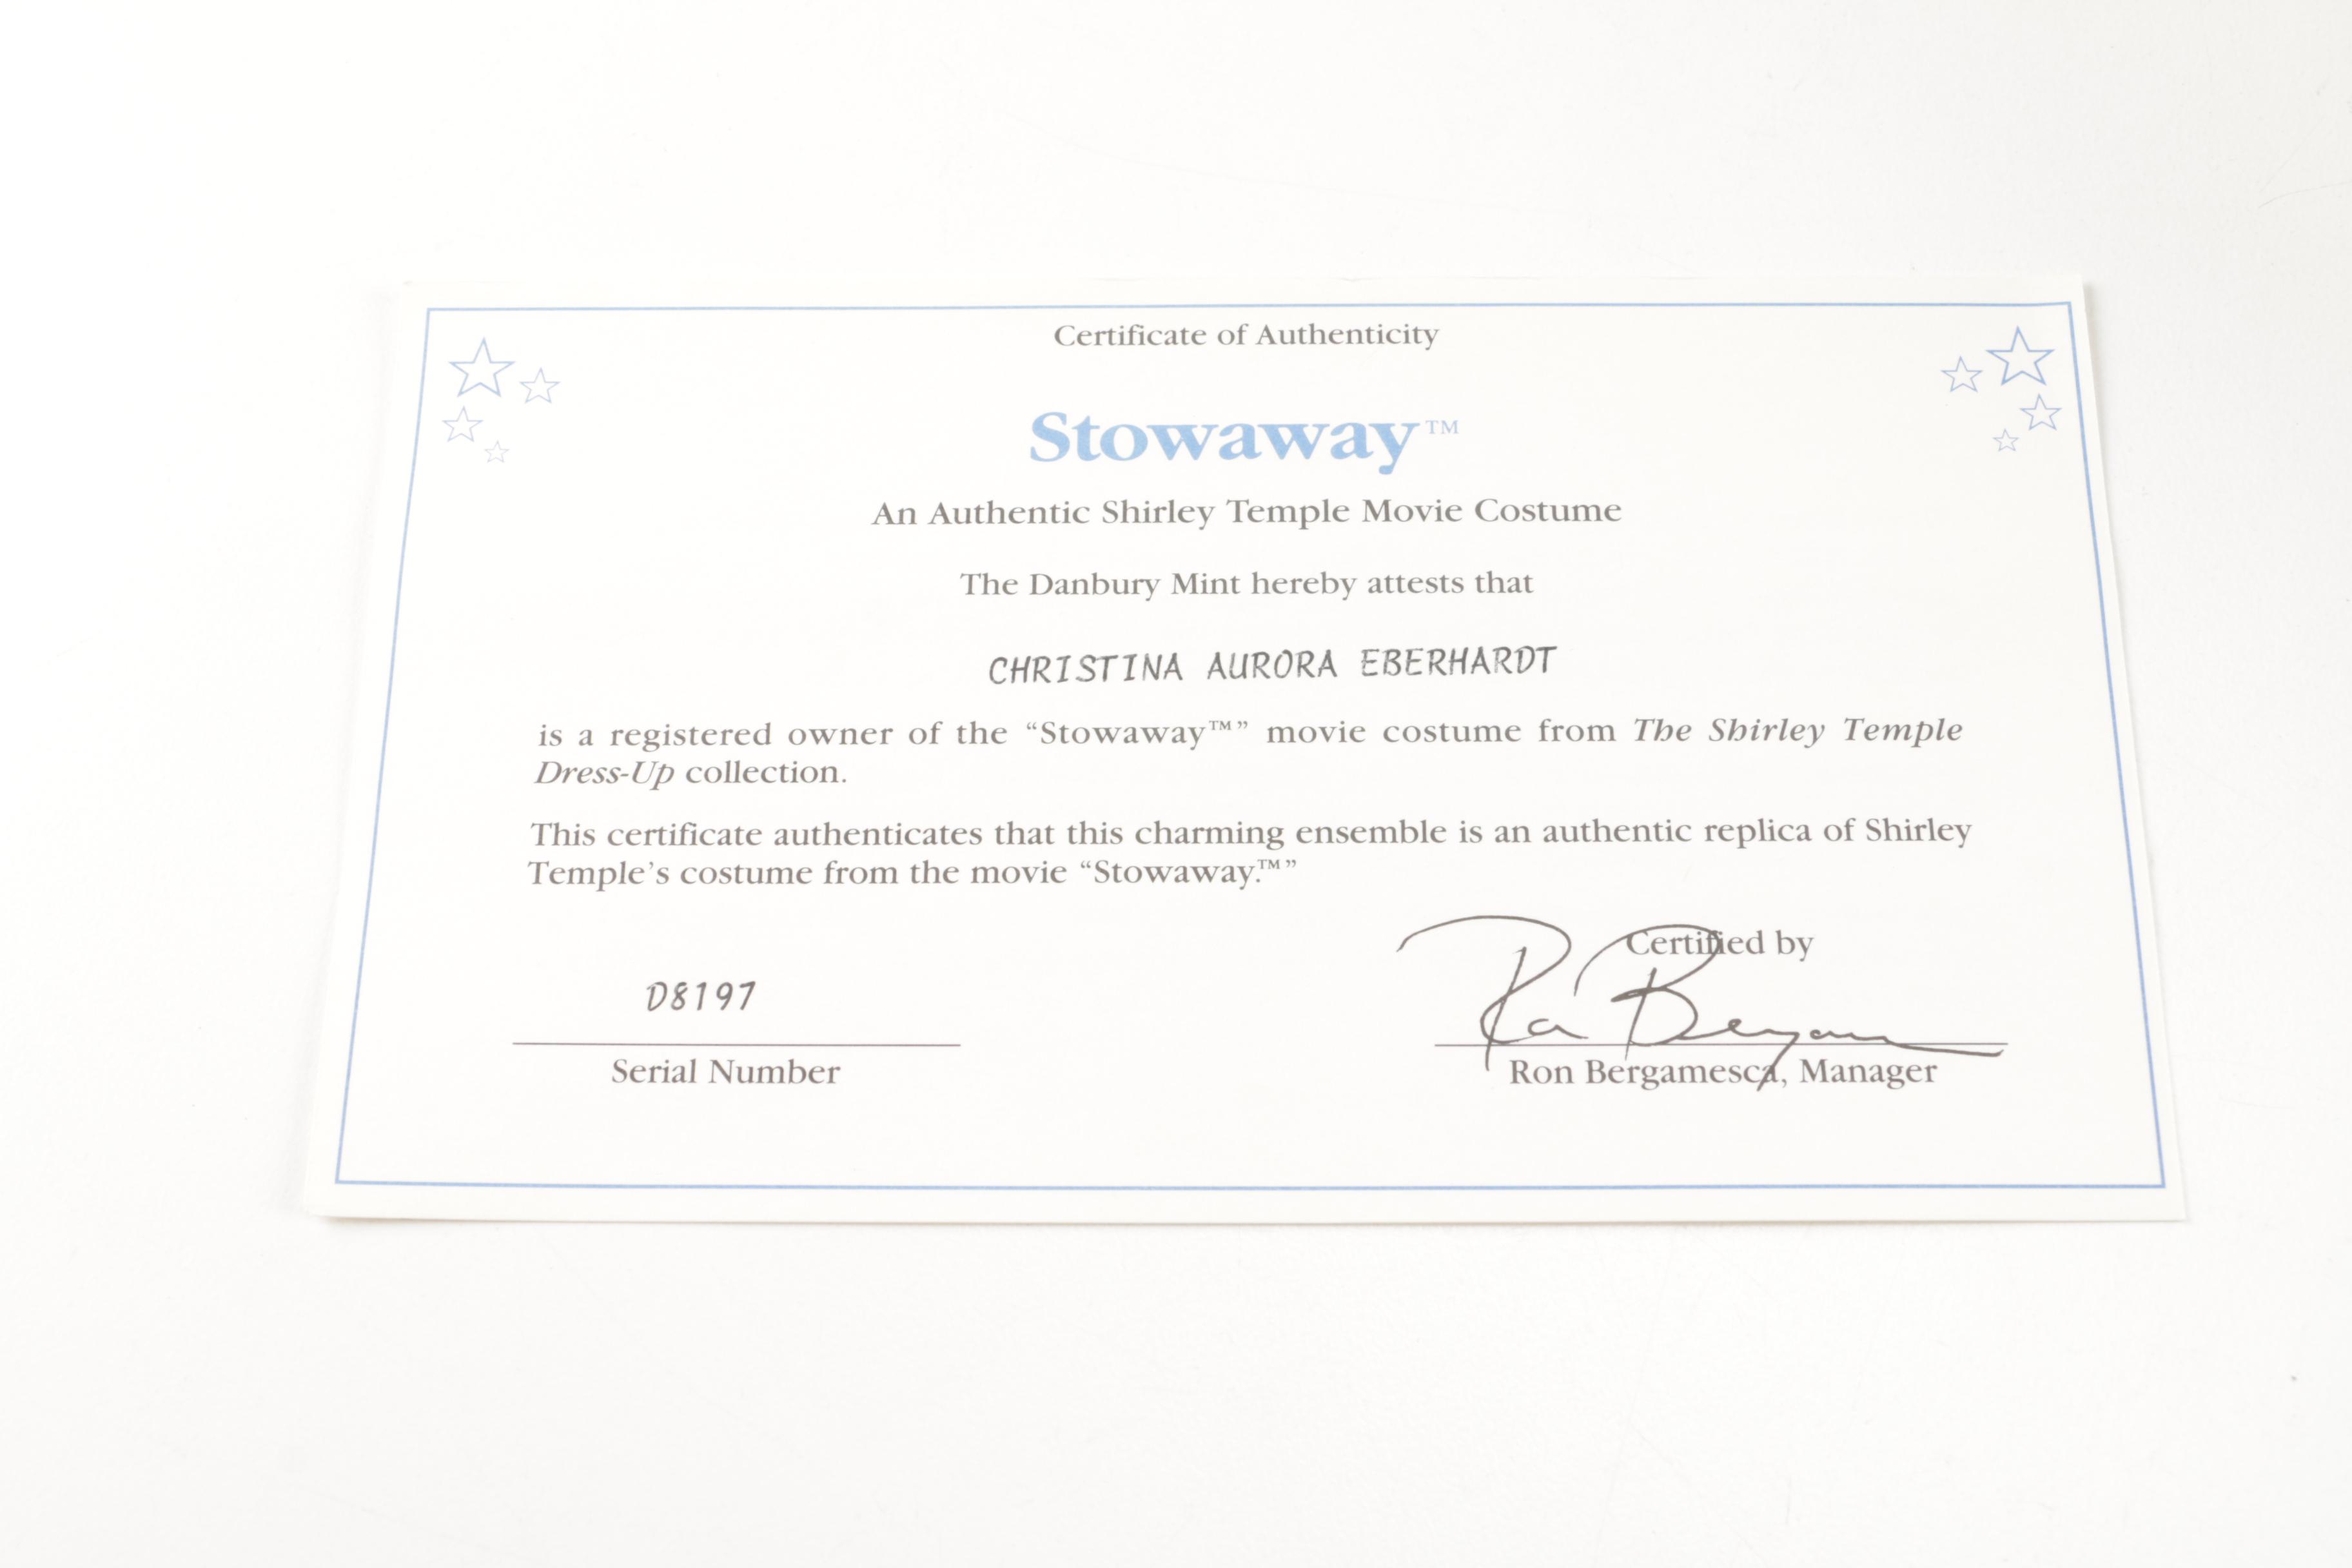 Certificate of Authenticity
Stowaway™
An Authentic Shirley Temple Movie Costume
The Danbury Mint hereby attests that
CHRISTINA AURORA EBERHARDT
is a registered owner of the “Stowaway™” movie costume from The Shirley Temple
Dress-Up collection.
This certificate authenticates that this charming ensemble is an authentic replica of Shirley
Temple’s costume from the movie “Stowaway.™”
Certified by
D8197
Serial Number
Ron Bergamesca, Manager